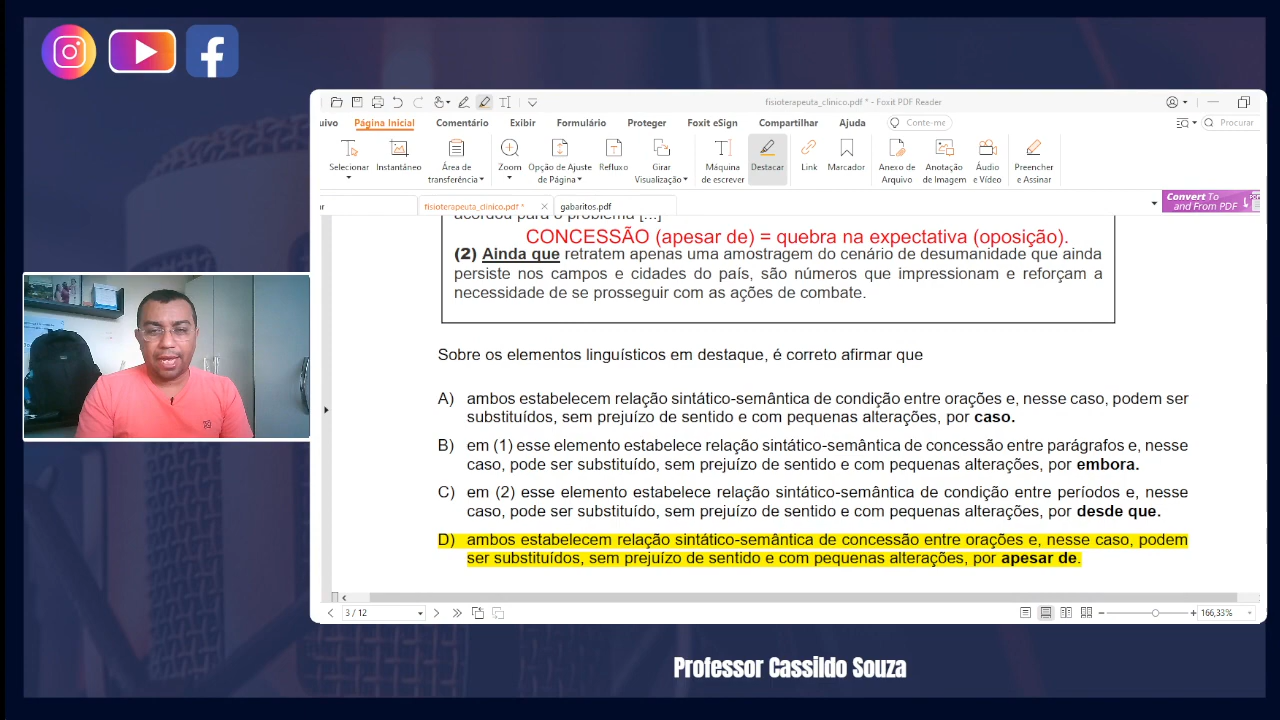 fisioterapeuta_clinico.pdf * - Foxit PDF Reader
uivo Página Inicial Comentário Exibir Formulário Proteger Foxit eSign Compartilhar Ajuda Conte-me Procurar
Selecionar Instantâneo Área de transferência Zoom Opção de Ajuste de Página Refluxo Girar Visualização Máquina de escrever Destacar Link Marcador Anexo de Arquivo Anotação de Imagem Áudio e Vídeo Preencher e Assinar
fisioterapeuta_clinico.pdf * gabaritos.pdf
Convert To
and From PDF
acordou para o problema [...]
CONCESSÃO (apesar de) = quebra na expectativa (oposição).
(2) Ainda que retratem apenas uma amostragem do cenário de desumanidade que ainda
persiste nos campos e cidades do país, são números que impressionam e reforçam a
necessidade de se prosseguir com as ações de combate.
Sobre os elementos linguísticos em destaque, é correto afirmar que
A) ambos estabelecem relação sintático-semântica de condição entre orações e, nesse caso, podem ser
substituídos, sem prejuízo de sentido e com pequenas alterações, por caso.
B) em (1) esse elemento estabelece relação sintático-semântica de concessão entre parágrafos e, nesse
caso, pode ser substituído, sem prejuízo de sentido e com pequenas alterações, por embora.
C) em (2) esse elemento estabelece relação sintático-semântica de condição entre períodos e, nesse
caso, pode ser substituído, sem prejuízo de sentido e com pequenas alterações, por desde que.
D) ambos estabelecem relação sintático-semântica de concessão entre orações e, nesse caso, podem
ser substituídos, sem prejuízo de sentido e com pequenas alterações, por apesar de.
3 / 12
166,33%
Professor Cassildo Souza